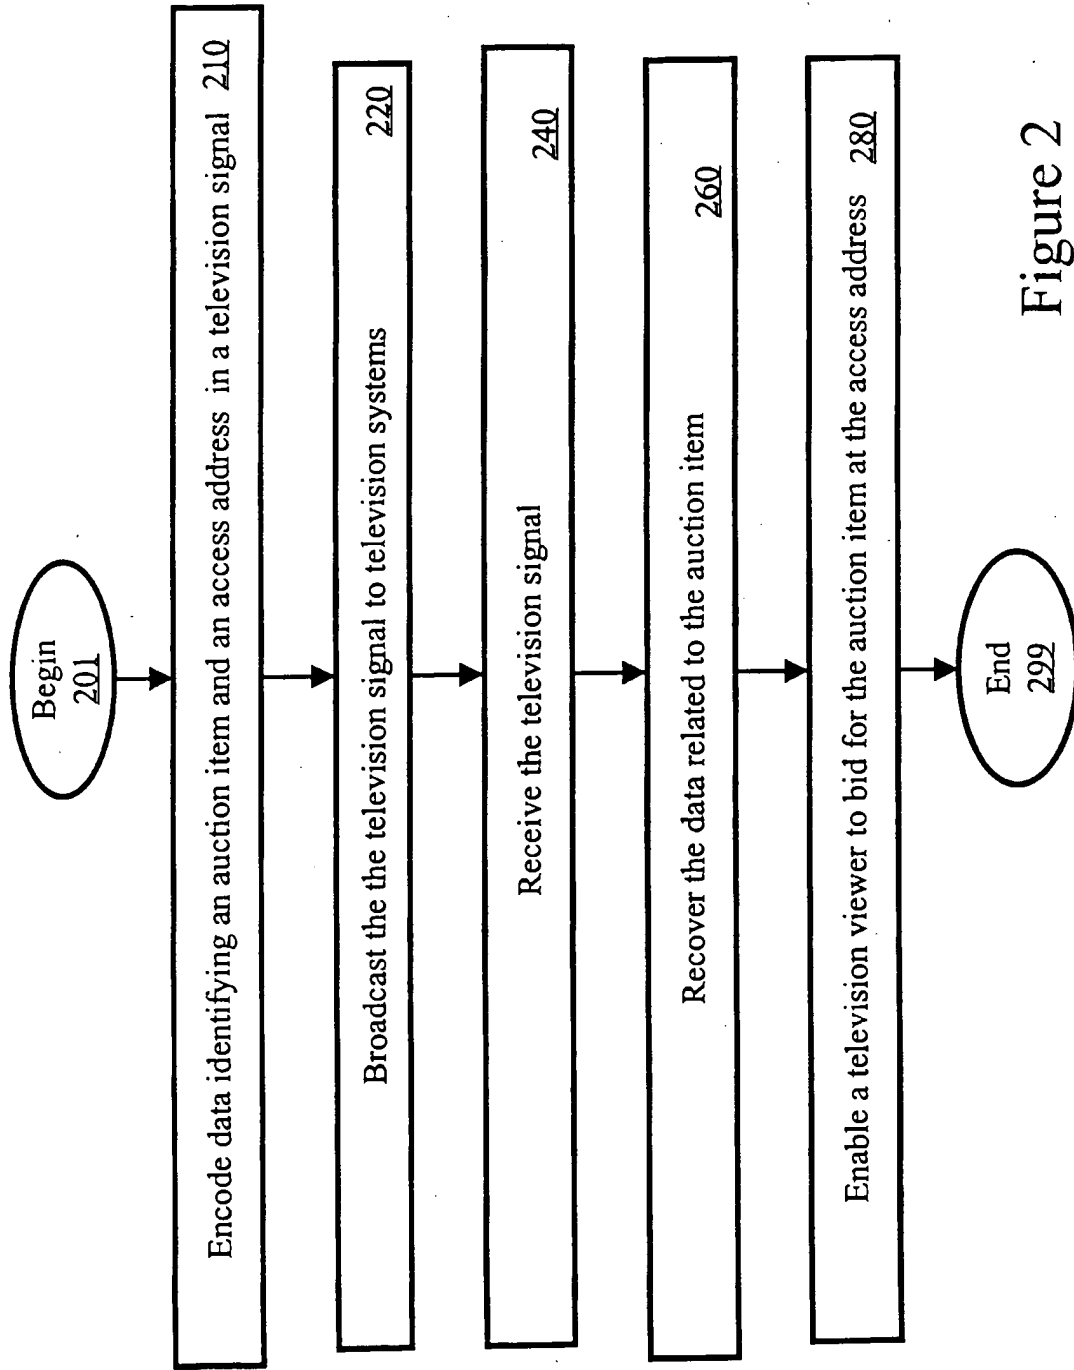 Begin
201
Encode data identifying an auction item and an access address in a television signal 210
Broadcast the the television signal to television systems 220
Receive the television signal 240
Recover the data related to the auction item 260
Enable a television viewer to bid for the auction item at the access address 280
End
299
Figure 2